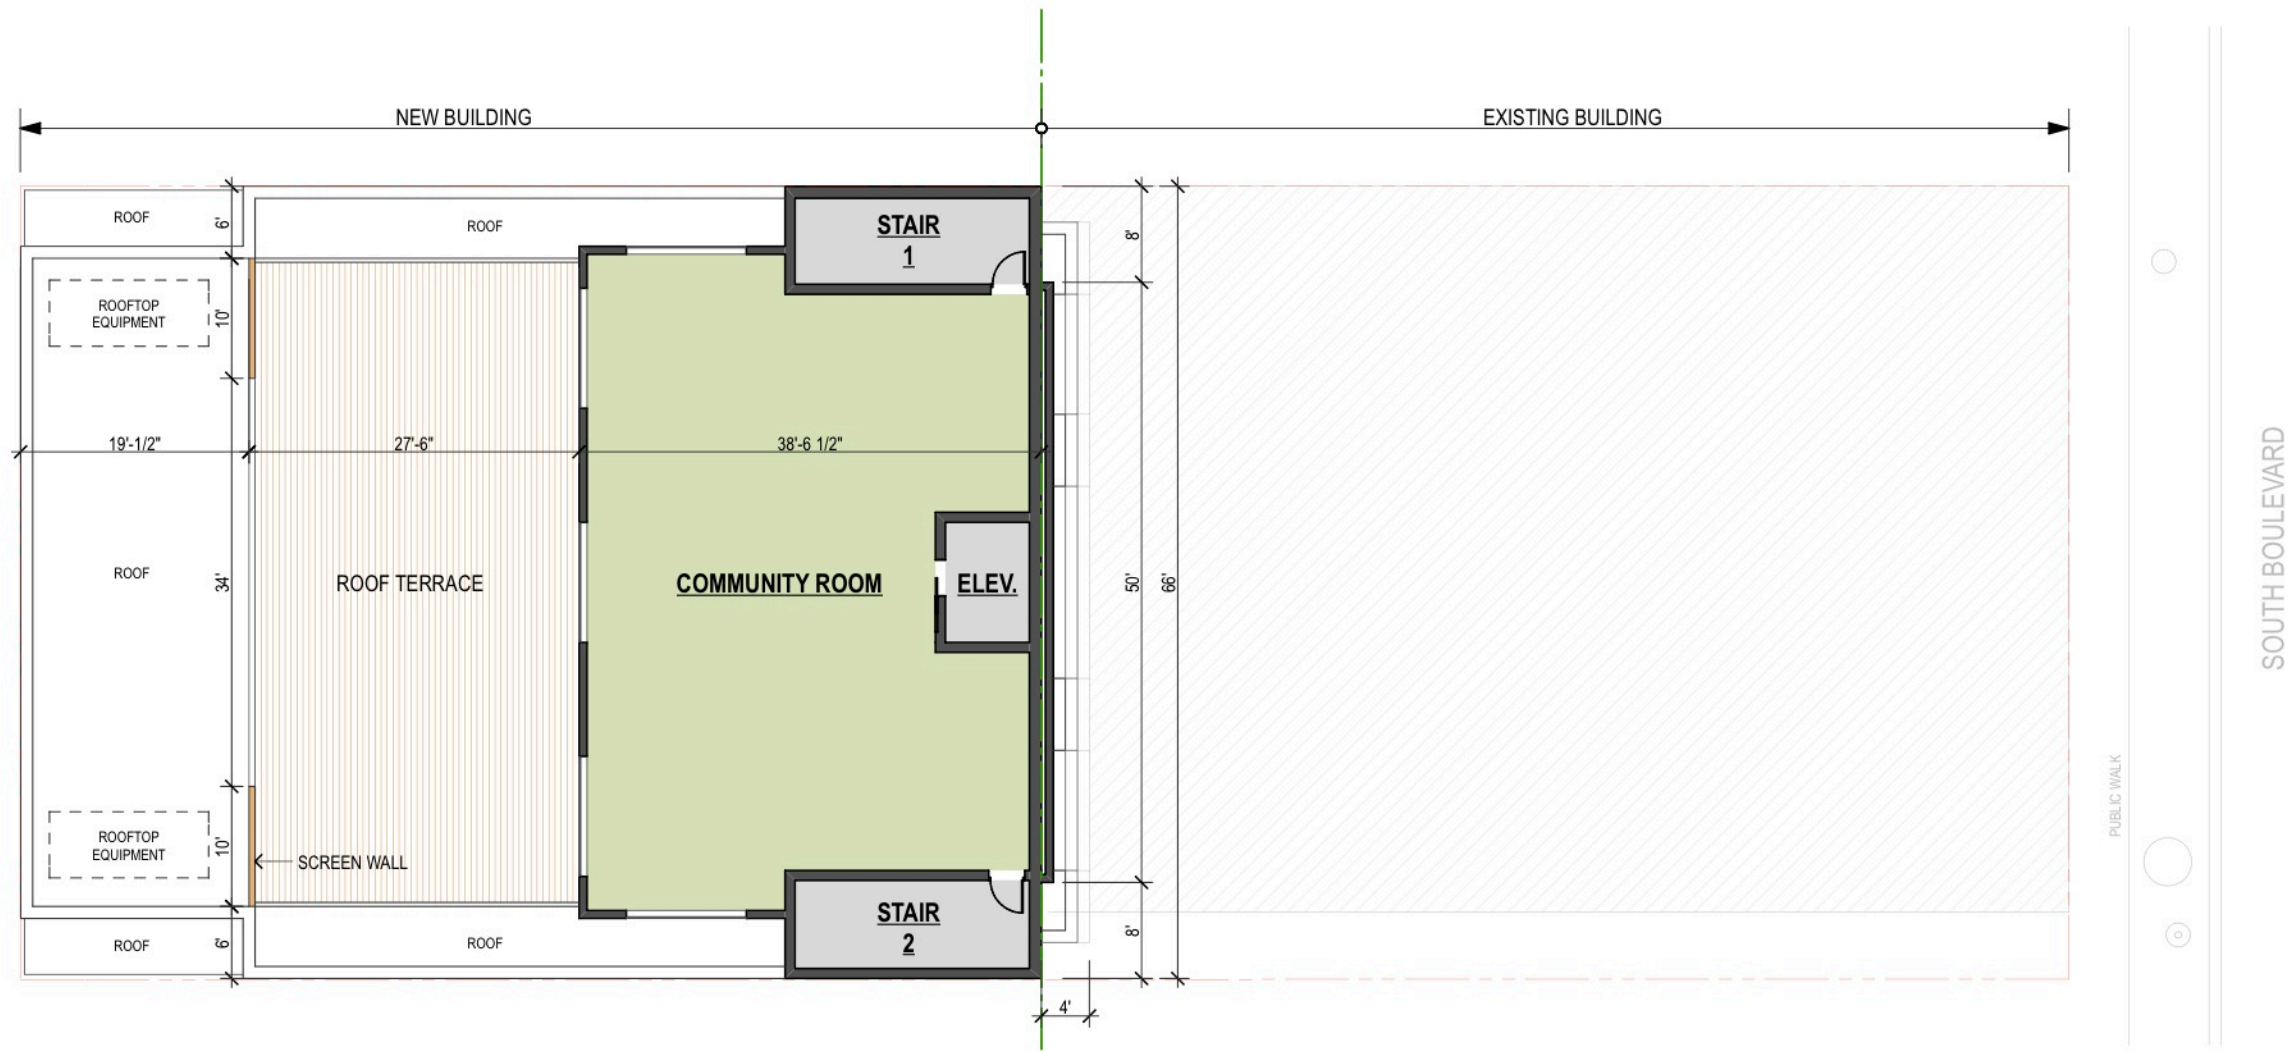 NEW BUILDING
EXISTING BUILDING
ROOF
6'
ROOF
STAIR
1
8'
ROOFTOP
EQUIPMENT
10'
19'-1/2"
27'-6"
38'-6 1/2"
ROOF
34'
ROOF TERRACE
COMMUNITY ROOM
ELEV.
50'
66'
SOUTH BOULEVARD
PUBLIC WALK
ROOFTOP
EQUIPMENT
10'
SCREEN WALL
ROOF
6'
ROOF
STAIR
2
8'
4'